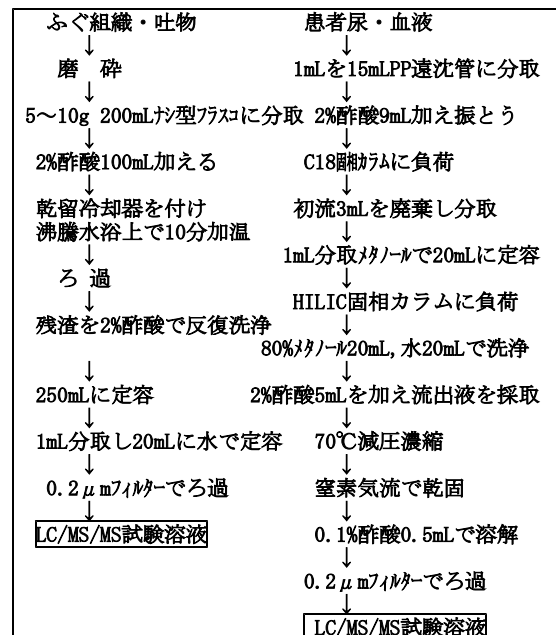 ふぐ組織・吐物
↓
磨 砕
↓
5～10g 200mLﾅｼ型ﾌﾗｽｺに分取
↓
2%酢酸100mL加える
↓
乾留冷却器を付け
沸騰水浴上で10分加温
↓
ろ 過
↓
残渣を2%酢酸で反復洗浄
↓
250mLに定容
↓
1mL分取し20mLに水で定容
↓
0.2μmﾌｨﾙﾀｰでろ過
↓
LC/MS/MS試験溶液
患者尿・血液
↓
1mLを15mLPP遠沈管に分取
↓
2%酢酸9mL加え振とう
↓
C18固相ｶﾗﾑに負荷
↓
初流3mLを廃棄し分取
↓
1mL分取ﾒﾀﾉｰﾙで20mLに定容
↓
HILIC固相カラムに負荷
↓
80%ﾒﾀﾉｰﾙ20mL,水20mLで洗浄
↓
2%酢酸5mLを加え流出液を採取
↓
70℃減圧濃縮
↓
窒素気流で乾固
↓
0.1%酢酸0.5mLで溶解
↓
0.2μmﾌｨﾙﾀｰでろ過
↓
LC/MS/MS試験溶液